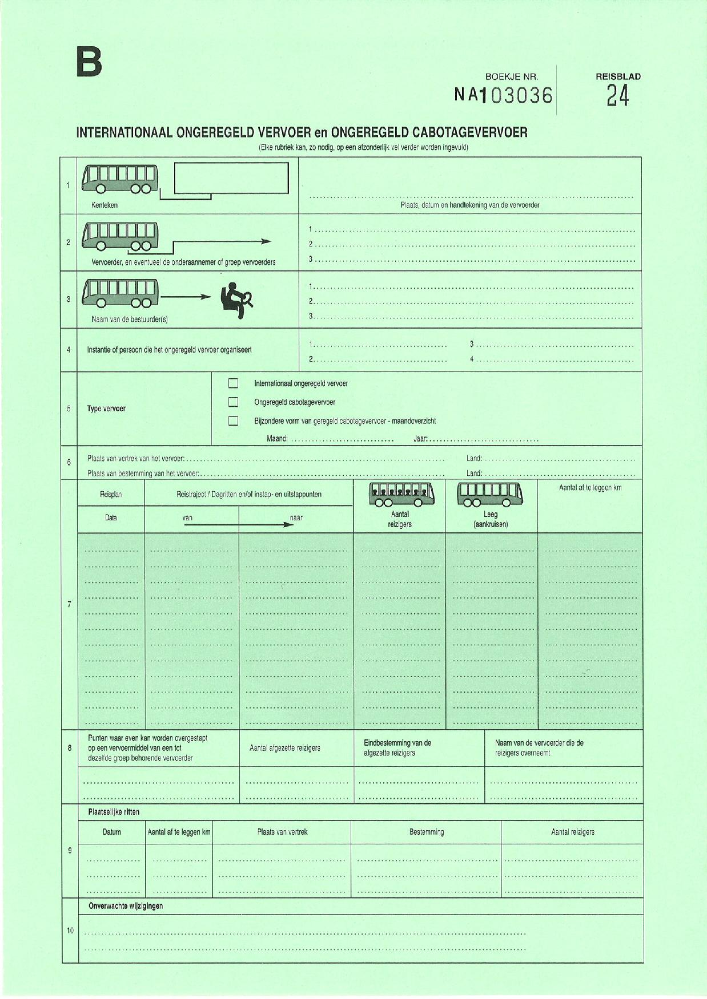 B
BOEKJE NR.
NA103036
REISBLAD
24
INTERNATIONAAL ONGEREGELD VERVOER en ONGEREGELD CABOTAGEVERVOER
(Elke rubriek kan, zo nodig, op een afzonderlijk vel verder worden ingevuld)
1
Kenteken
Plaats, datum en handtekening van de vervoerder
2
Vervoerder, en eventueel de onderaannemer of groep vervoerders
1
2
3
3
Naam van de bestuurder(s)
1.
2.
3.
4
Instantie of persoon die het ongeregeld vervoer organiseert
1. 3
2. 4
5
Type vervoer
Internationaal ongeregeld vervoer
Ongeregeld cabotagevervoer
Bijzondere vorm van geregeld cabotagevervoer - maandoverzicht
Maand: Jaar:
6
Plaats van vertrek van het vervoer: Land:
Plaats van bestemming van het vervoer: Land:
7
Reisplan
Reistraject / Dagritten en/of instap- en uitstappunten
Data
van naar
Aantal
reizigers
Leeg
(aankruisen)
Aantal af te leggen km
8
Punten waar even kan worden overgestapt
op een vervoermiddel van een tot
dezelfde groep behorende vervoerder
Aantal afgezette reizigers
Eindbestemming van de
afgezette reizigers
Naam van de vervoerder die de
reizigers overneemt
9
Plaatselijke ritten
Datum
Aantal af te leggen km
Plaats van vertrek
Bestemming
Aantal reizigers
10
Onverwachte wijzigingen